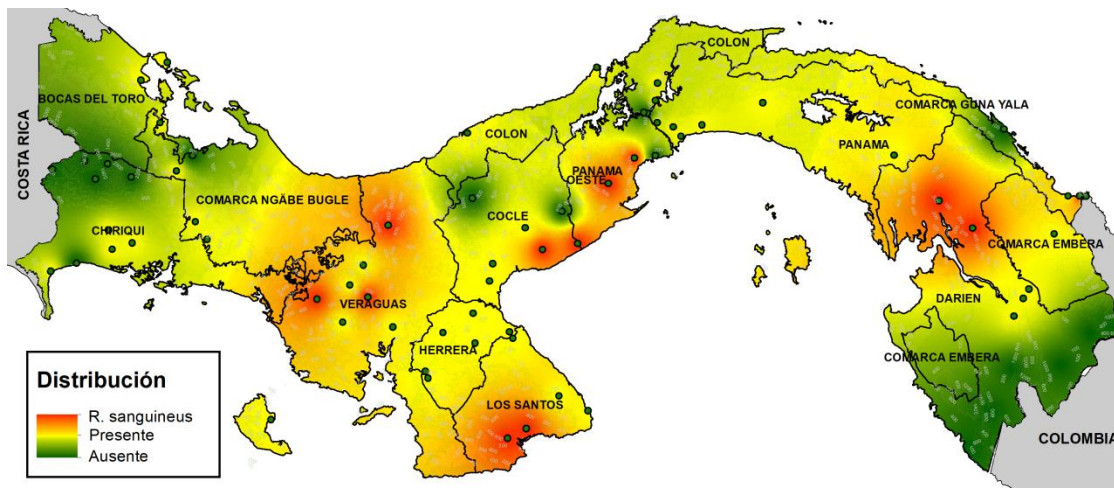 COLON
BOCAS DEL TORO
COMARCA GUNA YALA
COSTA RICA
COLON
PANAMA
PANAMA
OESTE
COMARCA NGÄBE BUGLE
COCLE
CHIRIQUI
COMARCA EMBERA
VERAGUAS
DARIEN
HERRERA
COMARCA EMBERA
Distribución
R. sanguineus
Presente
Ausente
LOS SANTOS
COLOMBIA